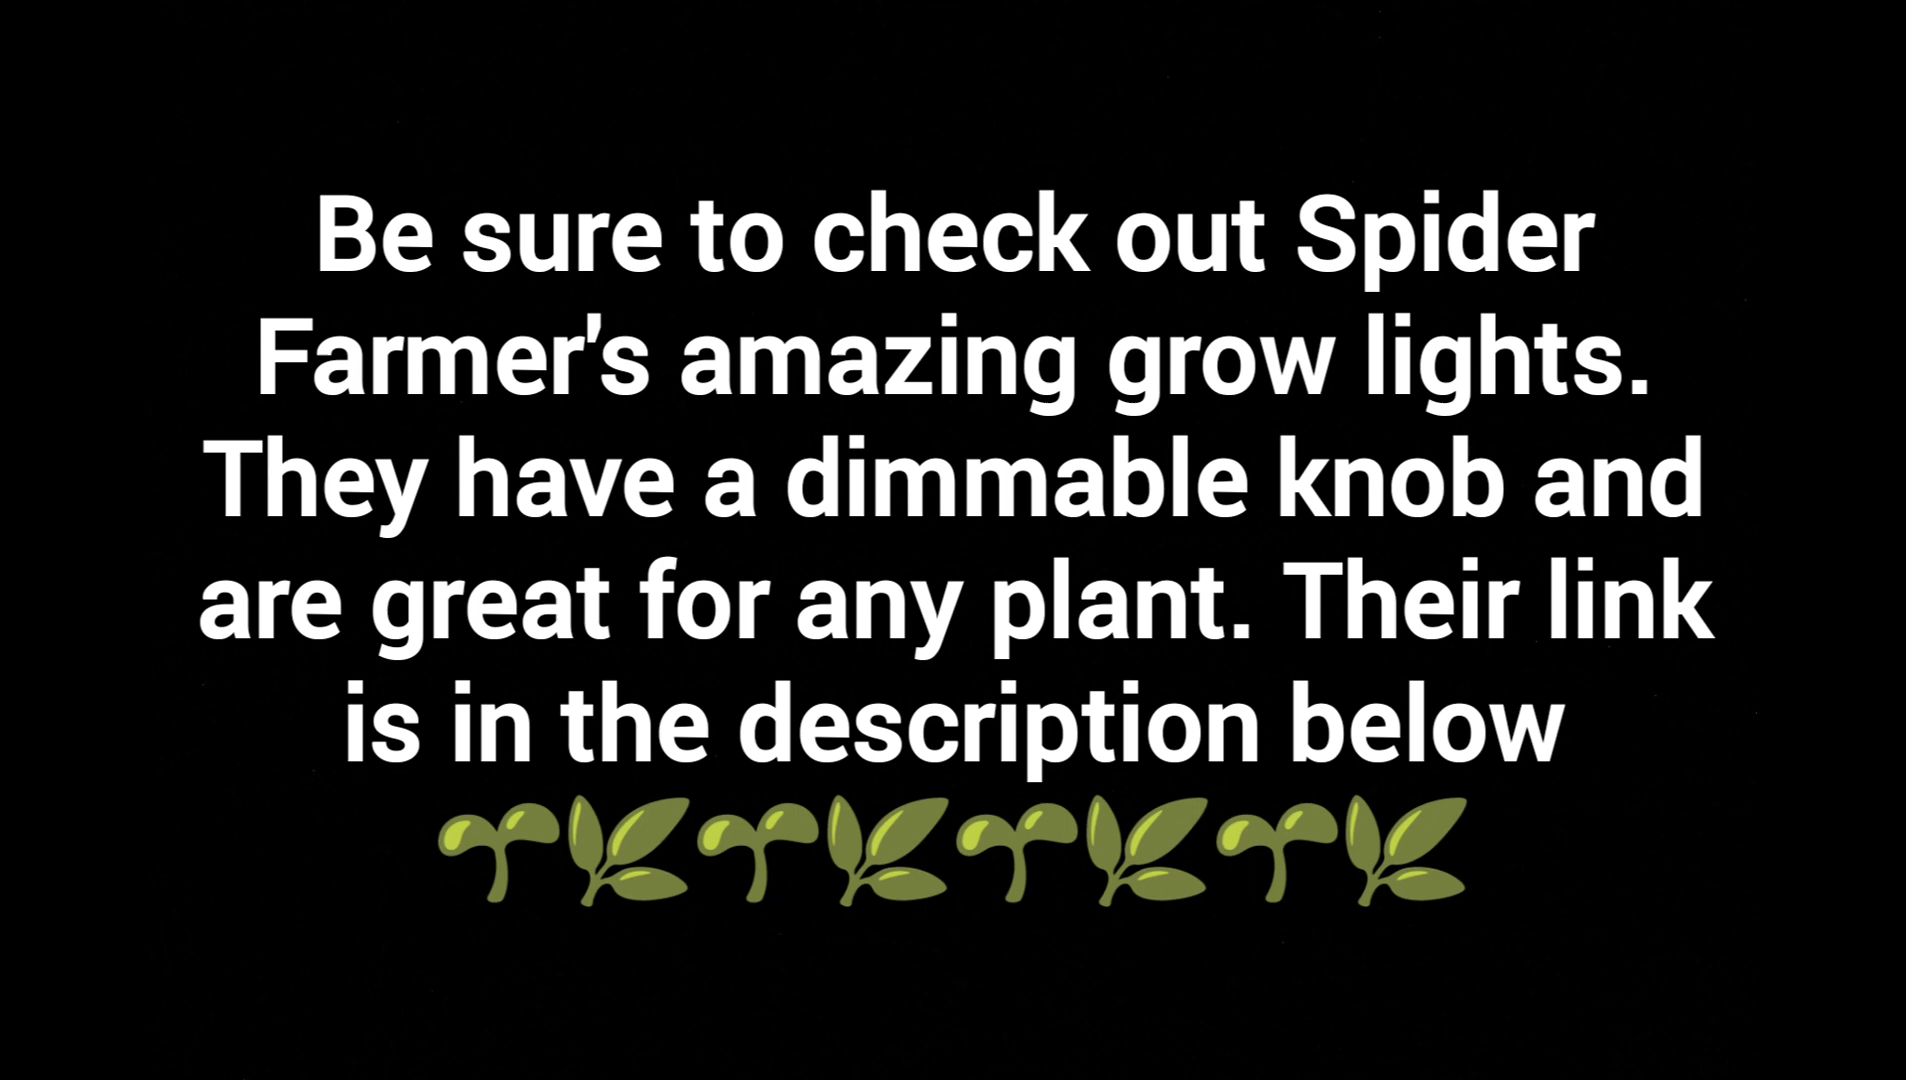 Be sure to check out Spider
Farmer's amazing grow lights.
They have a dimmable knob and
are great for any plant. Their link
is in the description below
🌱🌿🌱🌿🌱🌿🌱🌿